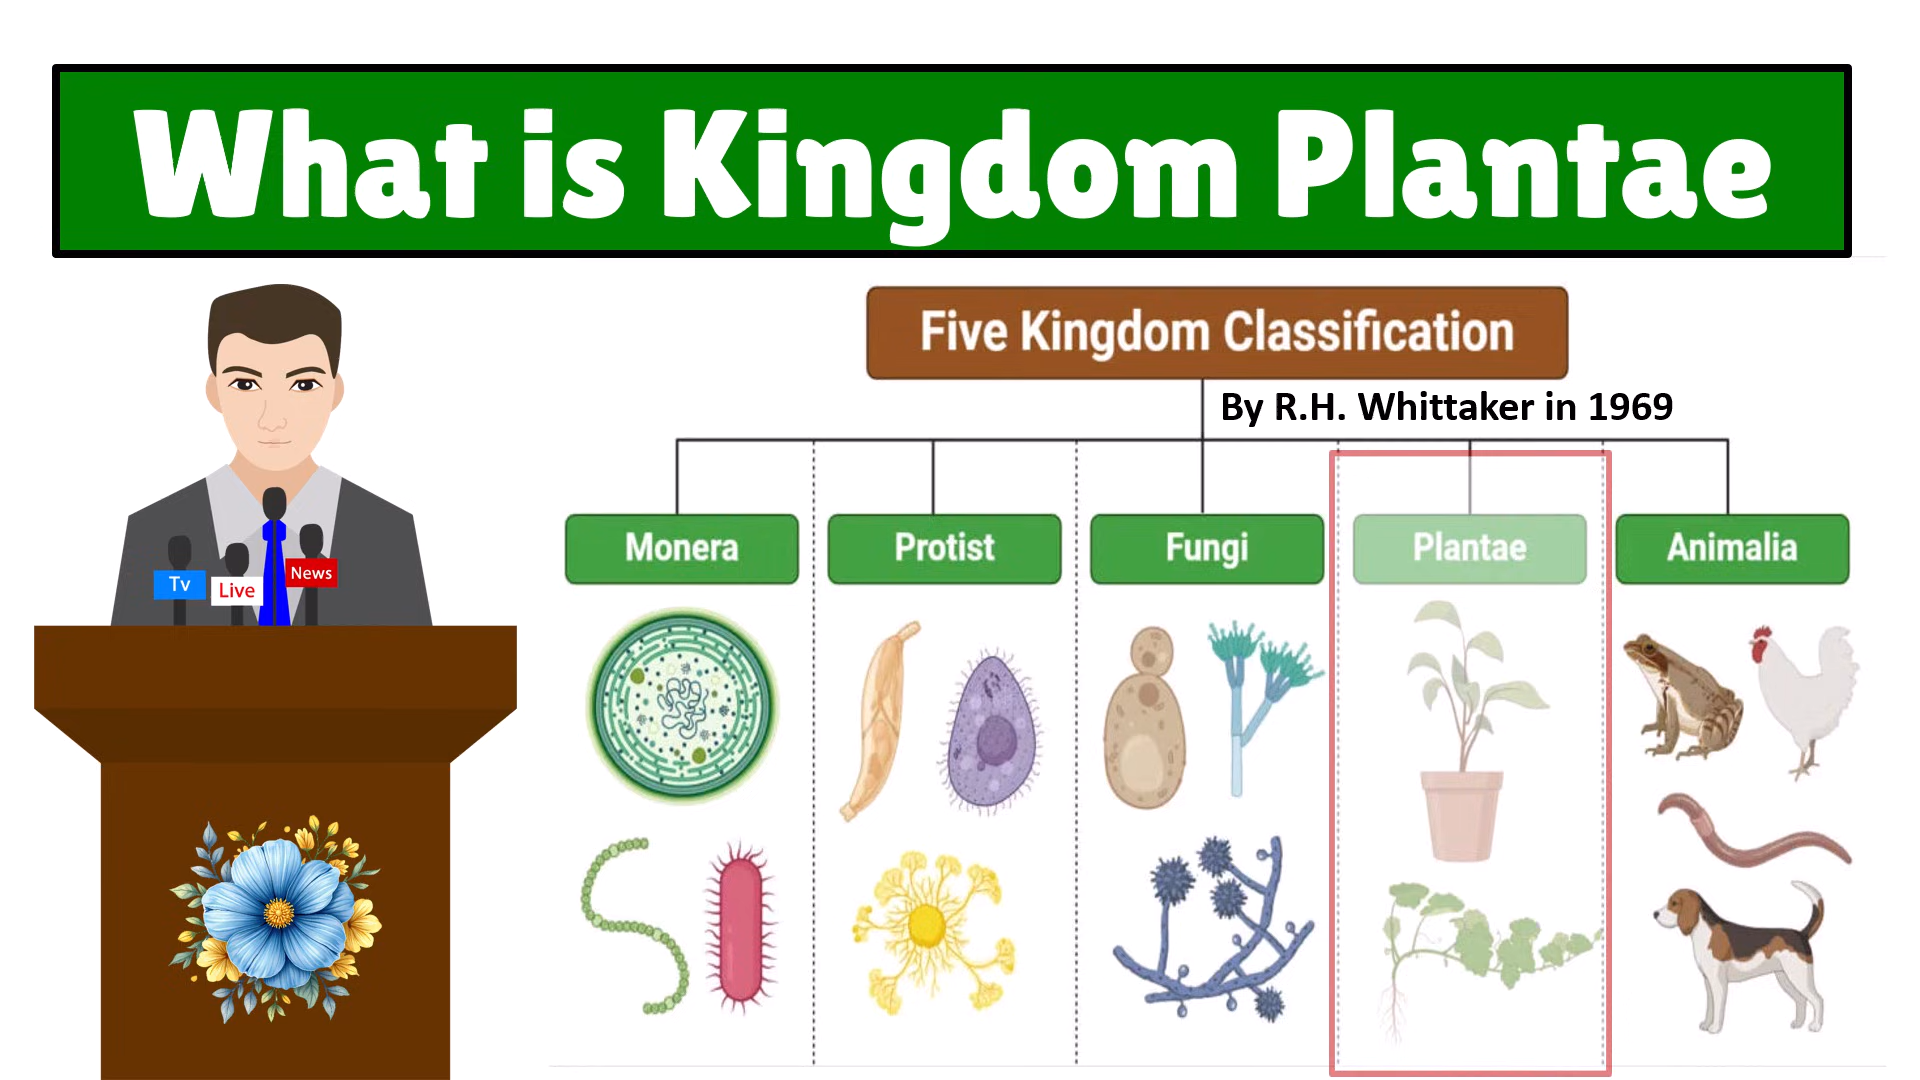 What is Kingdom Plantae
Five Kingdom Classification
By R.H. Whittaker in 1969
Monera
Protist
Fungi
Plantae
Animalia
Tv
Live
News